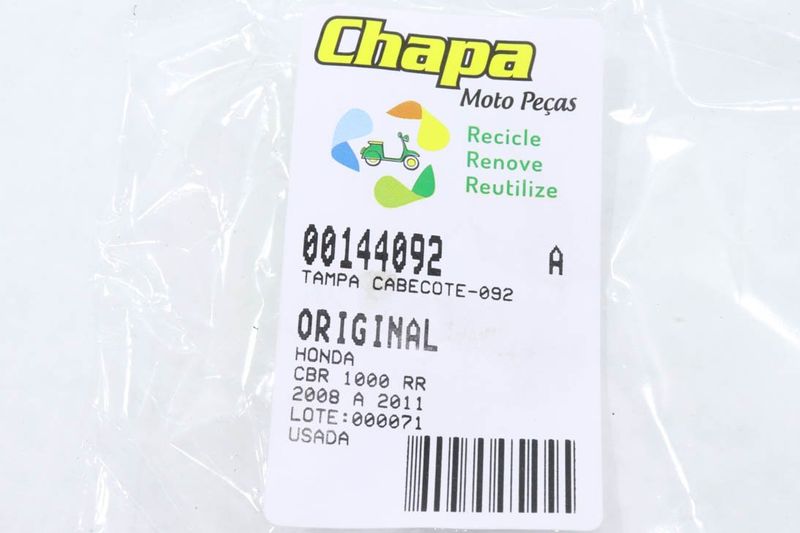 Chapa
Moto Peças
Recicle
Renove
Reutilize
00144092 A
TAMPA CABECOTE-092
ORIGINAL
HONDA
CBR 1000 RR
2008 A 2011
LOTE:000071
USADA